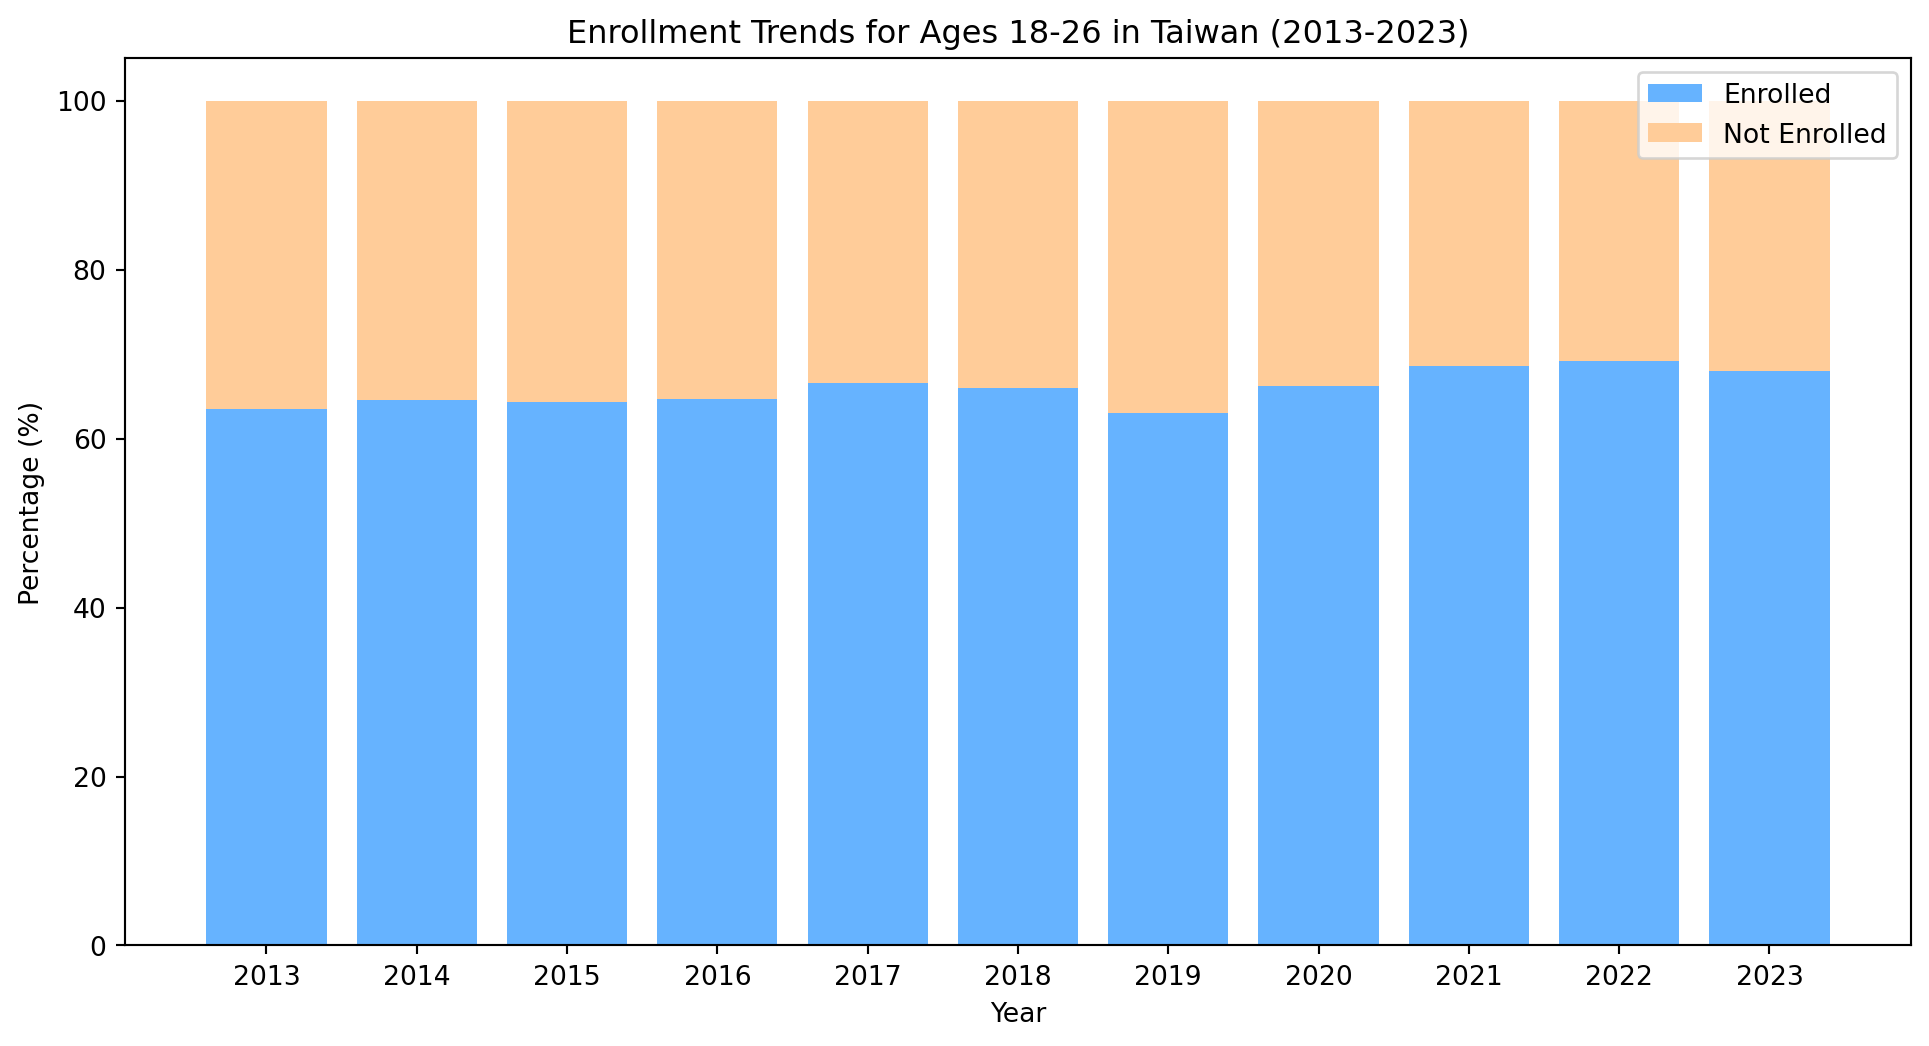 Enrollment Trends for Ages 18-26 in Taiwan (2013-2023)
Enrolled
Not Enrolled
Percentage (%)
100
80
60
40
20
0
2013 2014 2015 2016 2017 2018 2019 2020 2021 2022 2023
Year